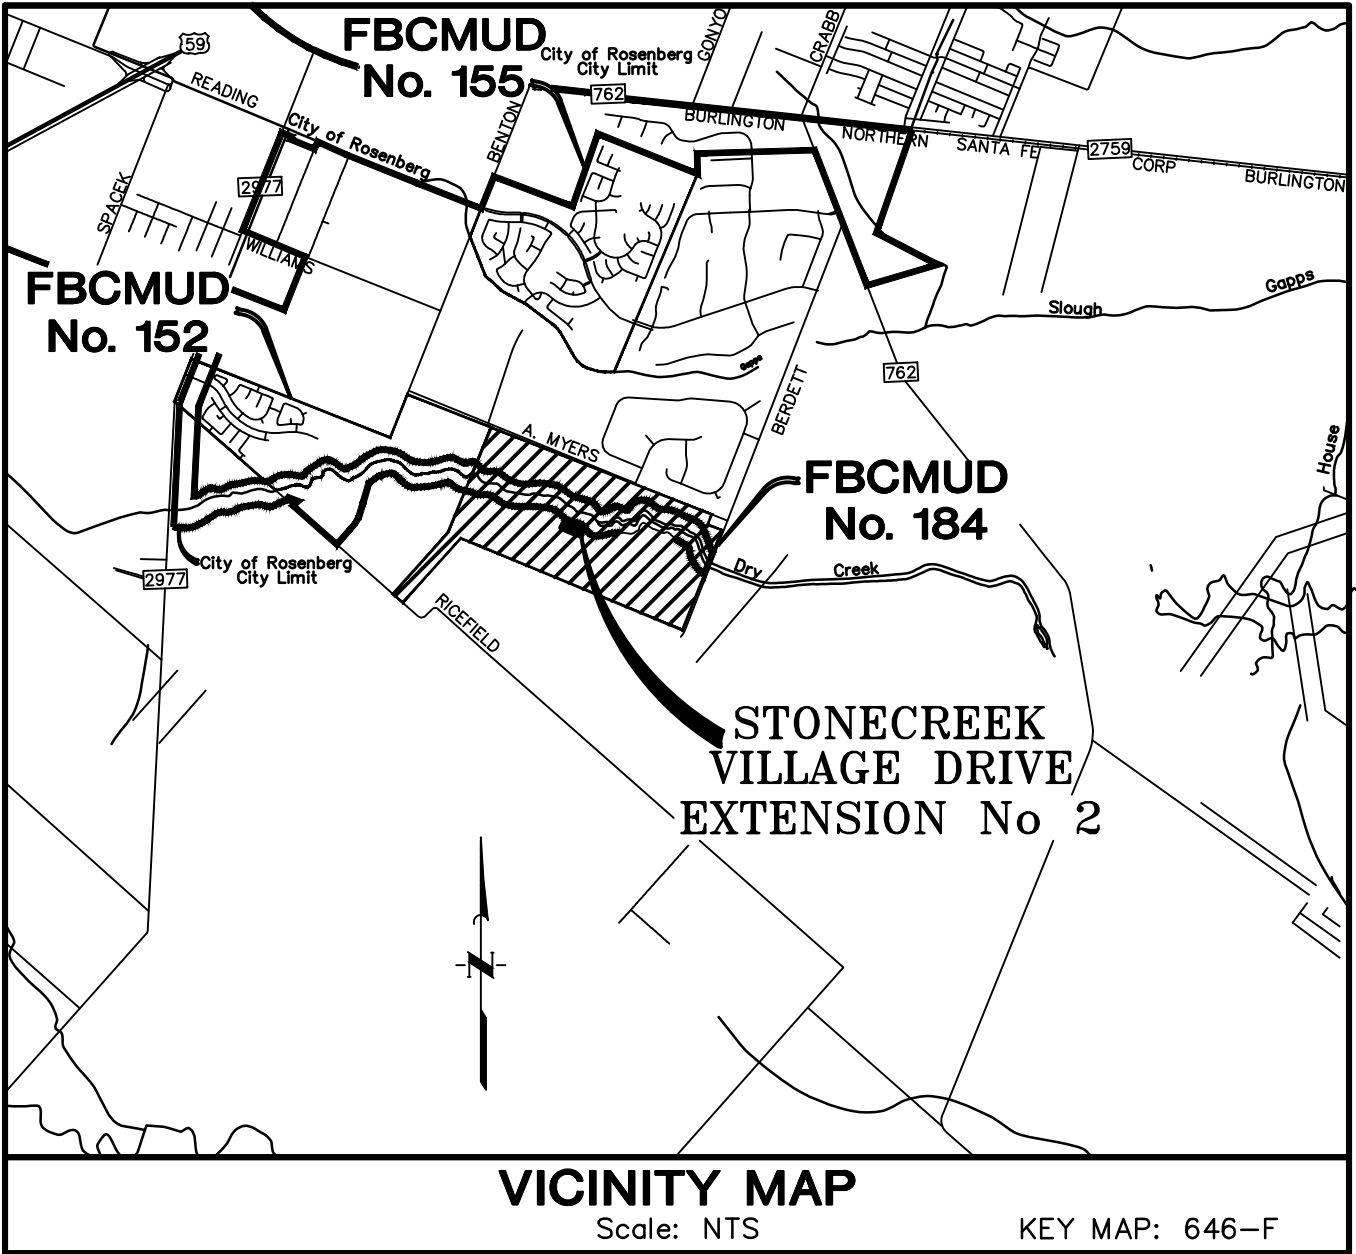 FBCMUD
No. 155
City of Rosenberg
City Limit
GONYO
CRABB
59
READING
762
BENTON
BURLINGTON
NORTHERN
SANTA FE
2759
CORP
BURLINGTON
City of Rosenberg
2977
SPACEK
WILLIAMS
FBCMUD
No. 152
Gapps
Slough
Gapps
762
BERDETT
A. MYERS
House
FBCMUD
No. 184
City of Rosenberg
City Limit
2977
Dry
Creek
RICEFIELD
STONECREEK
VILLAGE DRIVE
EXTENSION No 2
N
VICINITY MAP
Scale: NTS
KEY MAP: 646-F